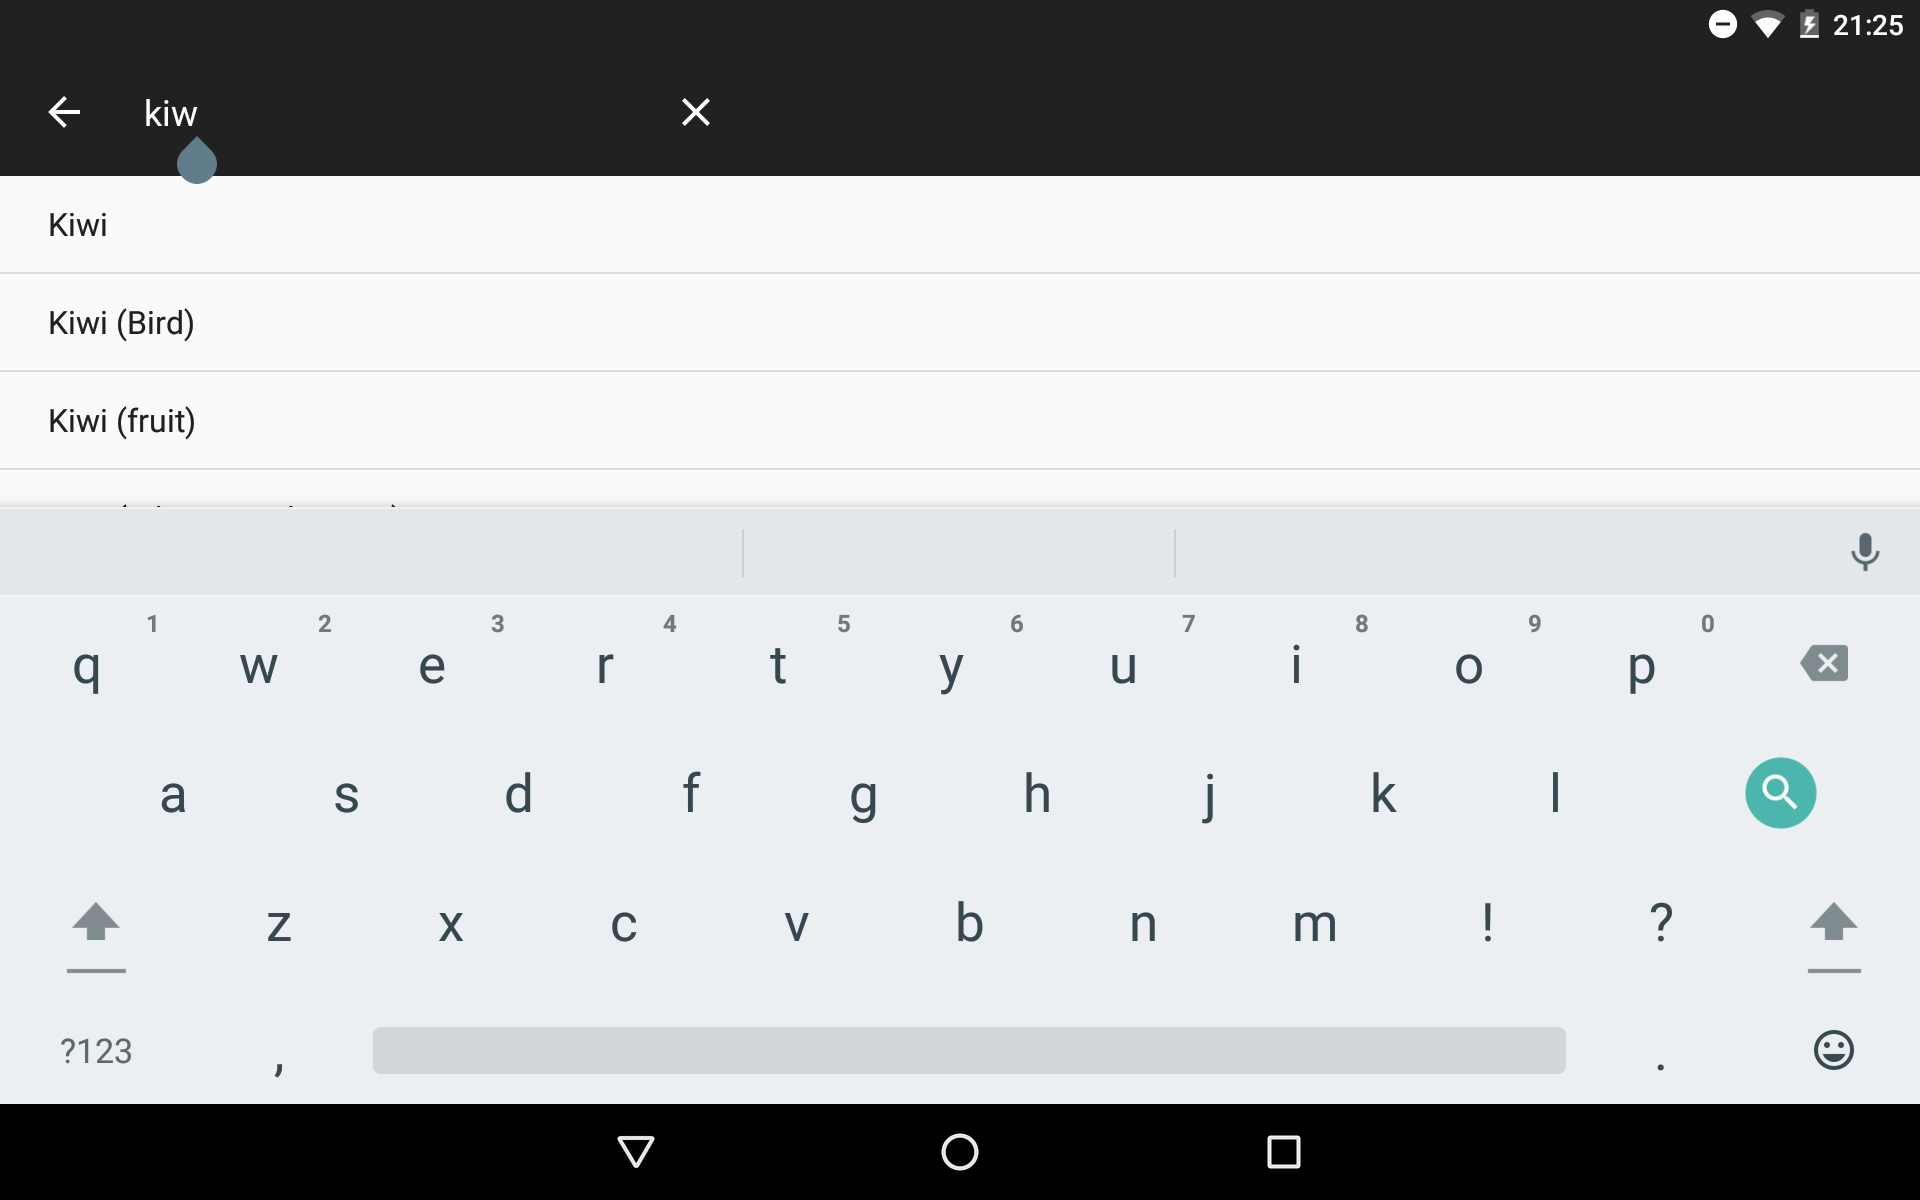 21:25
kiw
Kiwi
Kiwi (Bird)
Kiwi (fruit)
1 2 3 4 5 6 7 8 9 0
q w e r t y u i o p
a s d f g h j k l
z x c v b n m ! ?
?123 , .